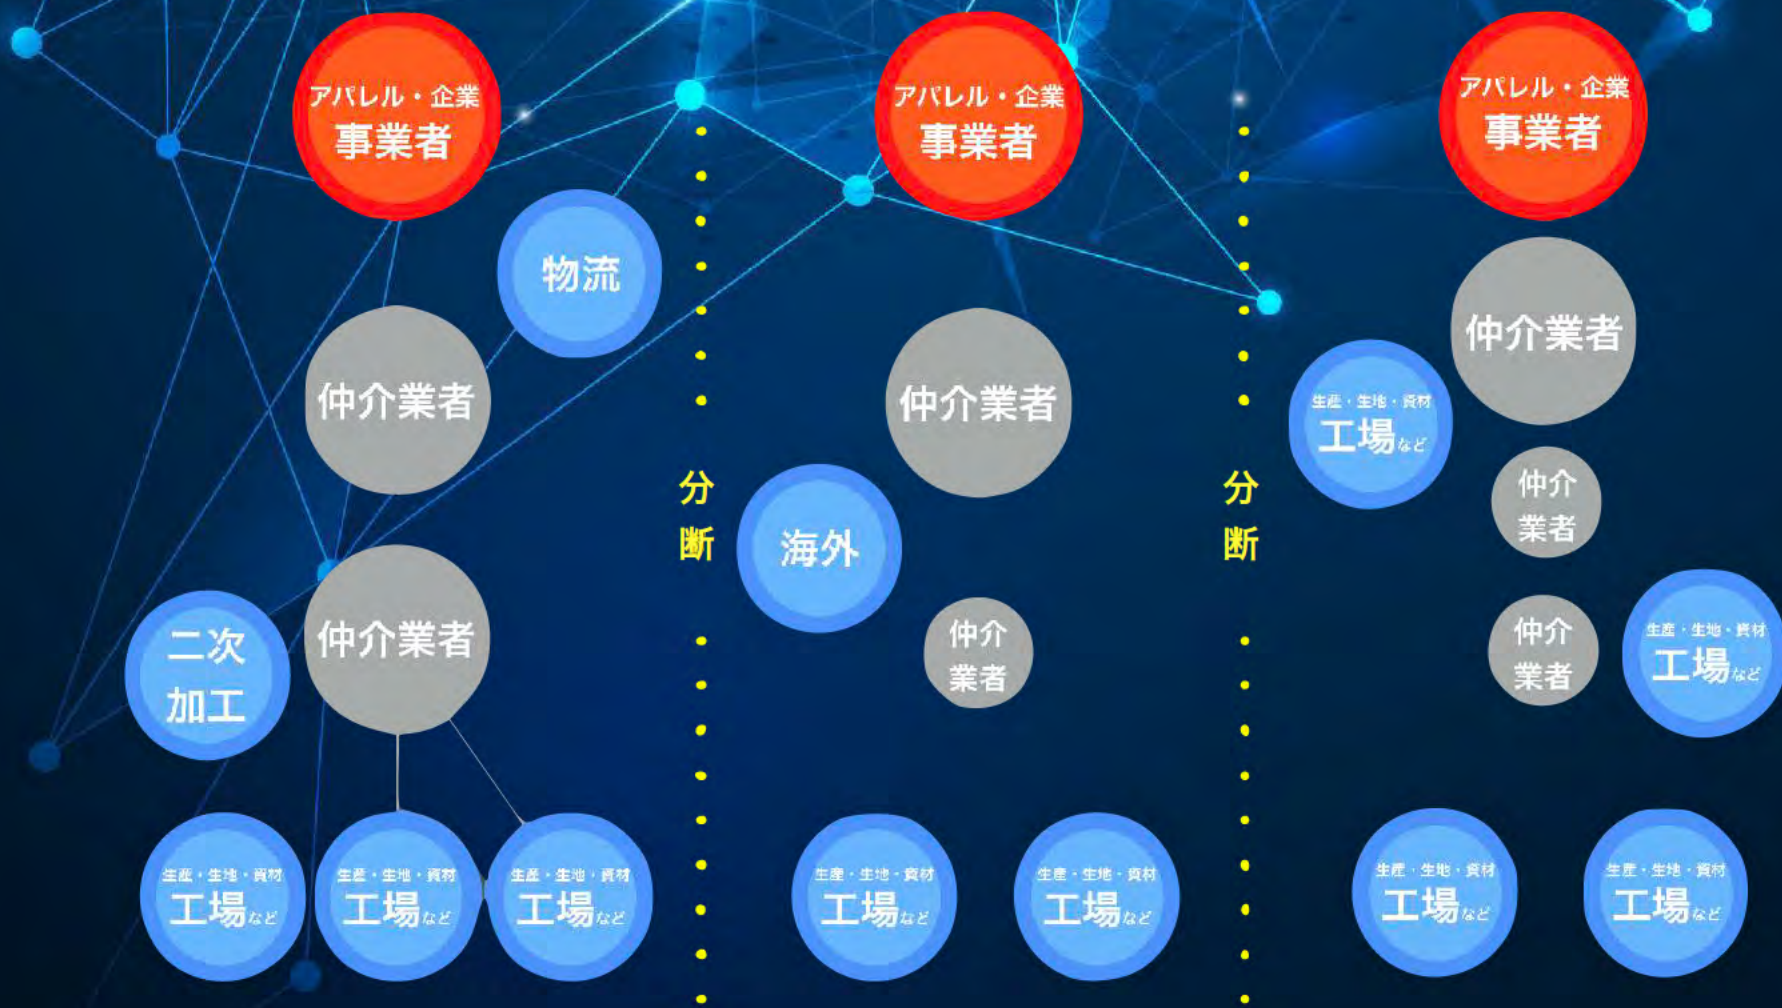 アパレル・企業
事業者
物流
仲介業者
仲介業者
二次
加工
生産・生地・資材
工場など
生産・生地・資材
工場など
生産・生地・資材
工場など
分
断
アパレル・企業
事業者
仲介業者
海外
仲介
業者
生産・生地・資材
工場など
生産・生地・資材
工場など
分
断
アパレル・企業
事業者
仲介業者
生産・生地・資材
工場など
仲介
業者
仲介
業者
生産・生地・資材
工場など
生産・生地・資材
工場など
生産・生地・資材
工場など